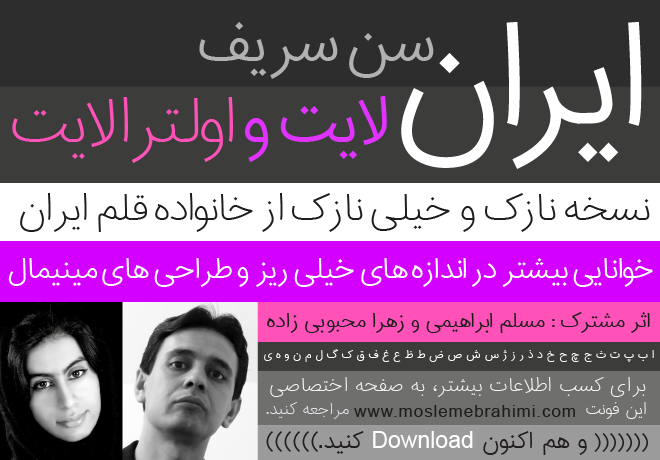 ایران سن سریف
لایت و اولترا لایت
نسخه نازک و خیلی نازک از خانواده قلم ایران
خوانایی بیشتر در اندازه های خیلی ریز و طراحی های مینیمال
اثر مشترک : مسلم ابراهیمی و زهرا محبوبی زاده
ا ب پ ت ث ج چ ح خ د ذ ر ز ژ س ش ص ض ط ظ ع غ ف ق ک گ ل م ن و ه ی
برای کسب اطلاعات بیشتر، به صفحه اختصاصی
این فونت www.moslemebrahimi.com مراجعه کنید.
))))))) و هم اکنون Download کنید.((((((